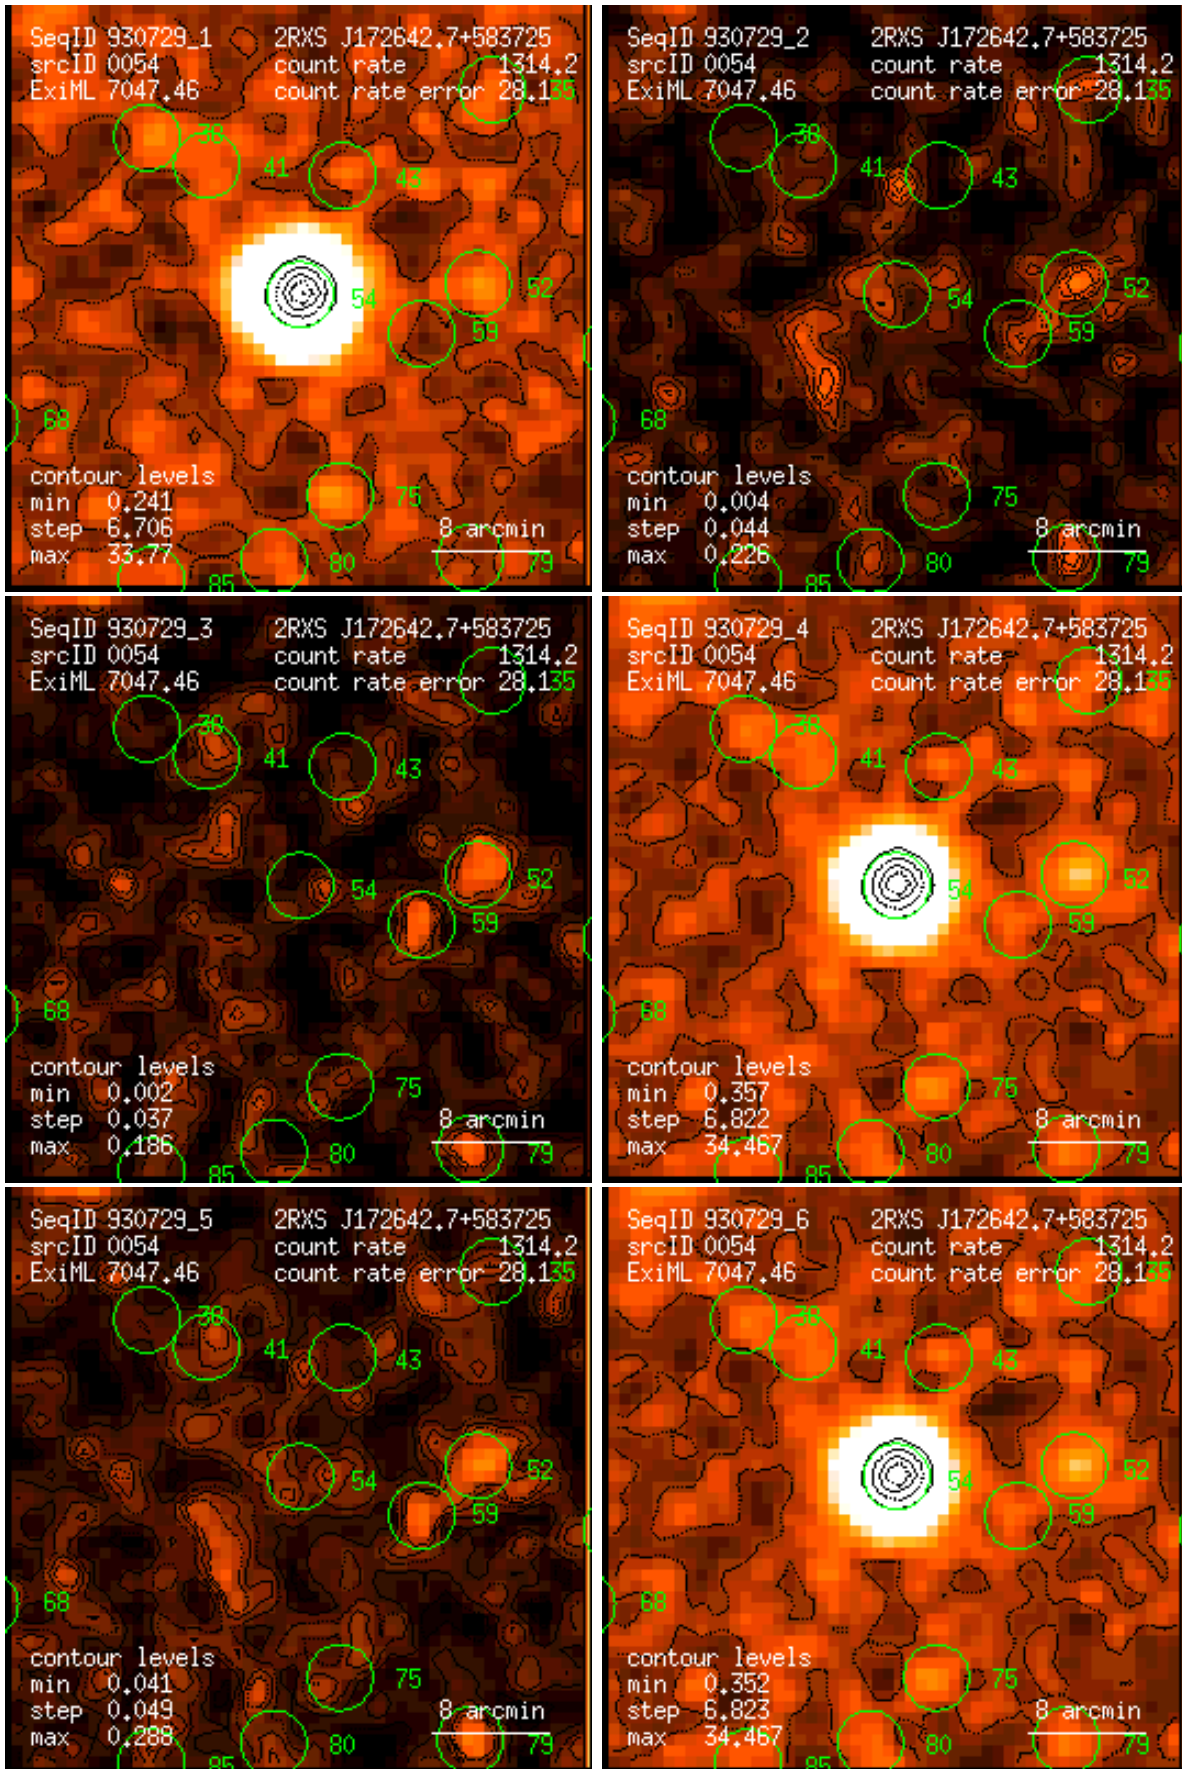 SeqID 930729_1 2RXS J172642.7+583725
srcID 0054 count rate 1314.2
ExiML 7047.46 count rate error 28.1 35
38
41
43
52
54
59
68
contour levels
min 0.241
75
step 6.706
8 arcmin
max 33.77
80
79
85
SeqID 930729_2 2RXS J172642.7+583725
srcID 0054 count rate 1314.2
ExiML 7047.46 count rate error 28.1 35
38
41
43
52
54
59
68
contour levels
min 0.004
75
step 0.044
8 arcmin
max 0.226
80
79
85
SeqID 930729_3 2RXS J172642.7+583725
srcID 0054 count rate 1314.2
ExiML 7047.46 count rate error 28.1 35
38
41
43
52
54
59
68
contour levels
min 0.002
75
step 0.037
8 arcmin
max 0.186
80
79
85
SeqID 930729_4 2RXS J172642.7+583725
srcID 0054 count rate 1314.2
ExiML 7047.46 count rate error 28.1 35
38
41
43
52
54
59
68
contour levels
min 0.357
75
step 6.822
8 arcmin
max 34.467
80
79
85
SeqID 930729_5 2RXS J172642.7+583725
srcID 0054 count rate 1314.2
ExiML 7047.46 count rate error 28.1 35
38
41
43
52
54
59
68
contour levels
min 0.041
75
step 0.049
8 arcmin
max 0.288
80
79
85
SeqID 930729_6 2RXS J172642.7+583725
srcID 0054 count rate 1314.2
ExiML 7047.46 count rate error 28.1 35
38
41
43
52
54
59
68
contour levels
min 0.352
75
step 6.823
8 arcmin
max 34.467
80
79
85